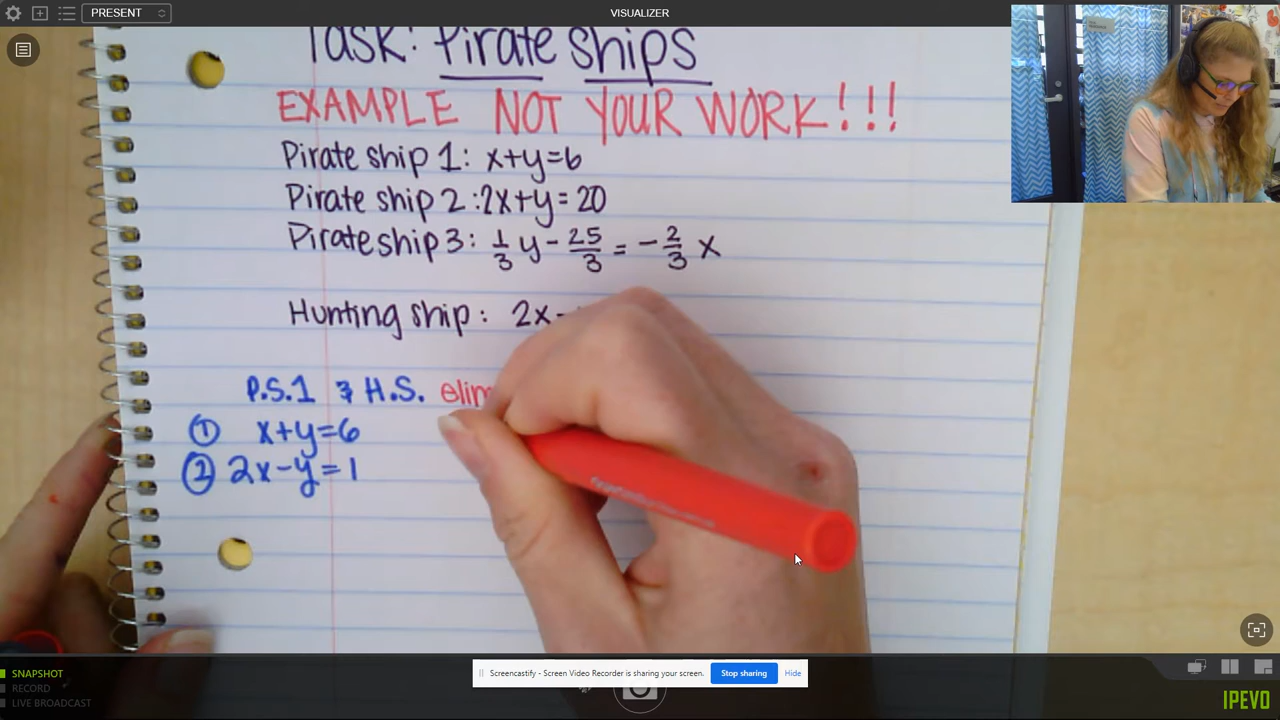 PRESENT
VISUALIZER
Task: Pirate Ships
EXAMPLE NOT YOUR WORK!!!
Pirate ship 1: x+y=6
Pirate ship 2: 2x+y=20
Pirate ship 3: 1/3 y - 25/3 = - 2/3 x
Hunting ship: 2x-
P.S.1 & H.S. elim
① x+y=6
② 2x-y=1
SNAPSHOT
RECORD
LIVE BROADCAST
Screencastify - Screen Video Recorder is sharing your screen.
Stop sharing
Hide
IPEVO